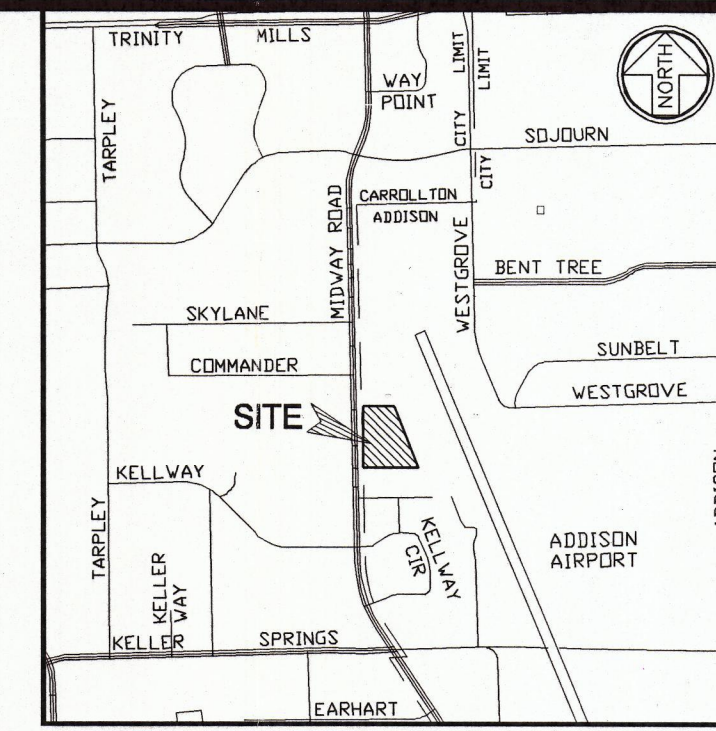 TRINITY MILLS
WAY
POINT
CITY LIMIT
CITY LIMIT
NORTH
TARPLEY
SOJOURN
CARROLLTON
ADDISON
MIDWAY ROAD
WESTGROVE
BENT TREE
SKYLANE
COMMANDER
SUNBELT
WESTGROVE
SITE
KELLWAY
KELLWAY
CIR
TARPLEY
KELLER
WAY
ADDISON
AIRPORT
KELLER SPRINGS
EARHART